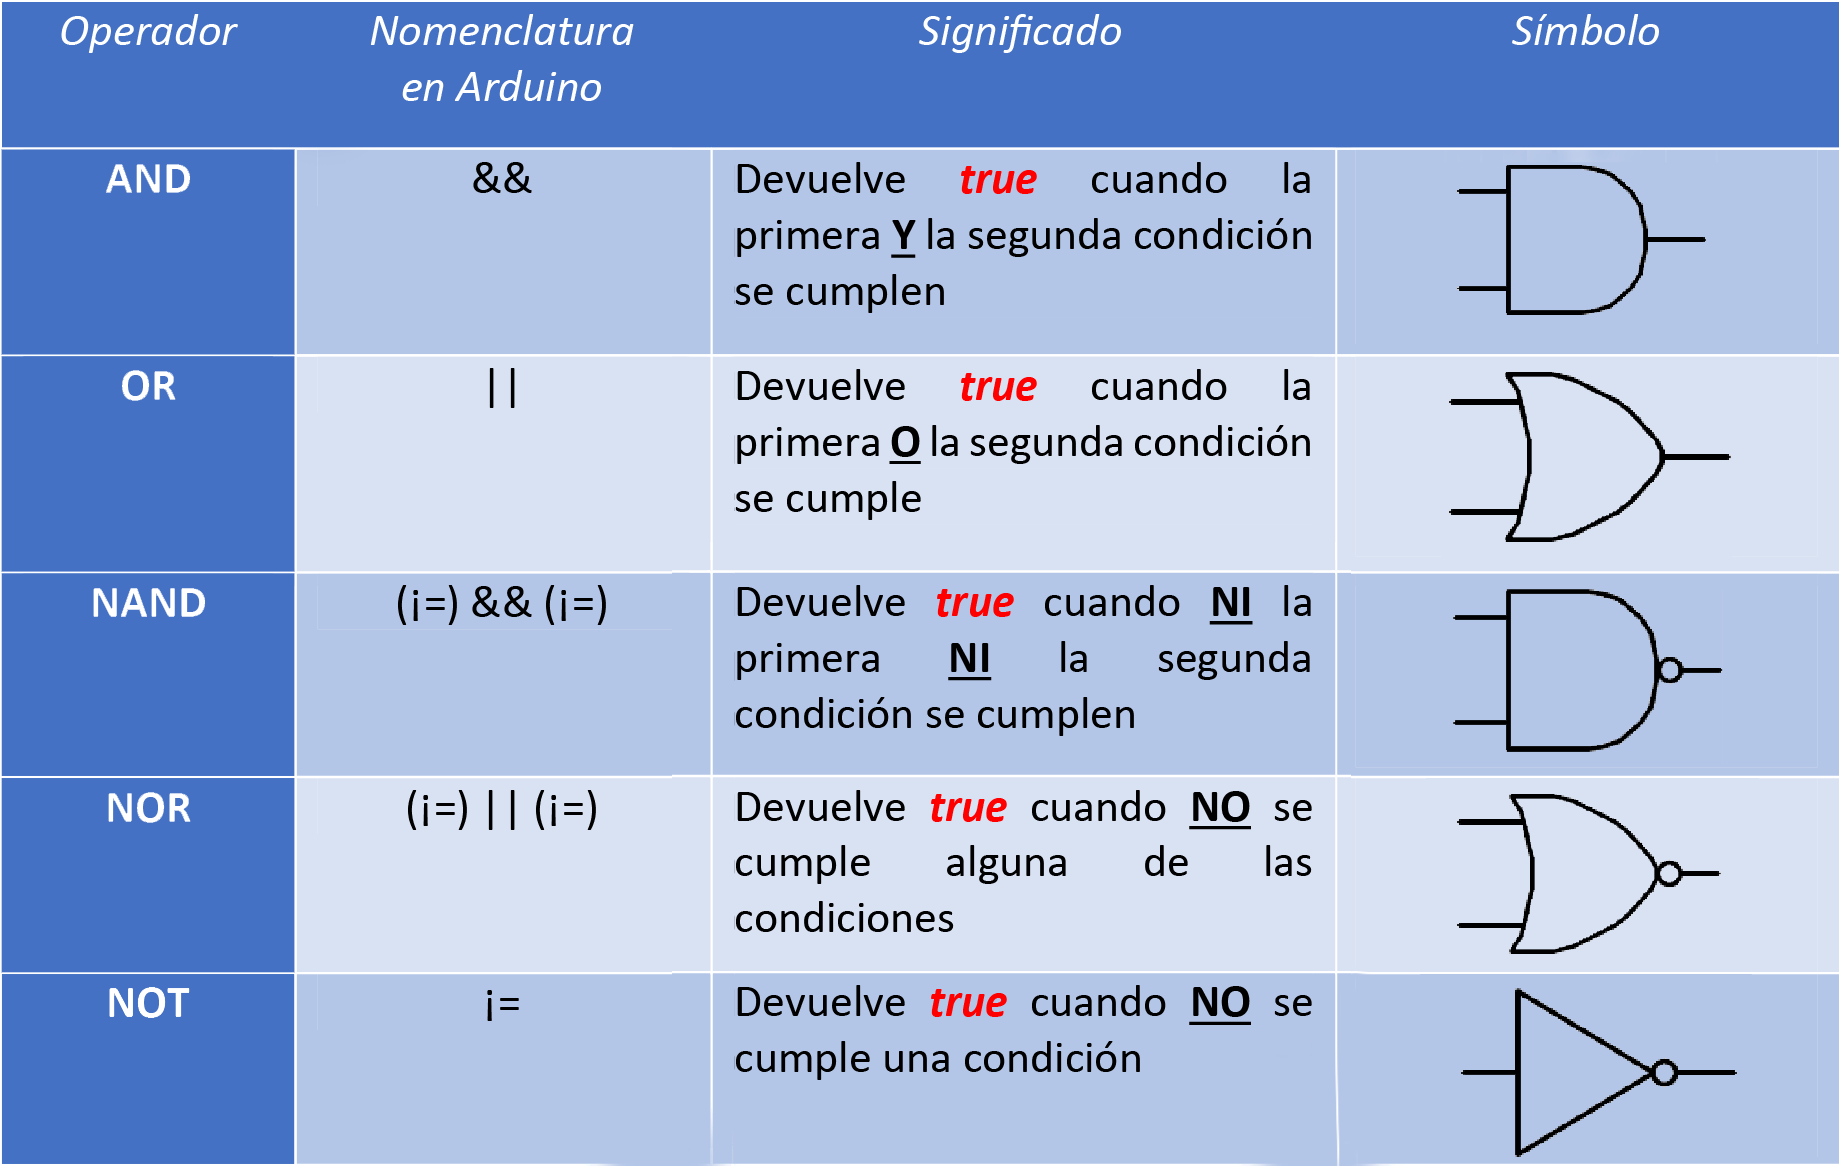 Operador
Nomenclatura
en Arduino
Significado
Símbolo
AND
&&
Devuelve true cuando la
primera Y la segunda condición
se cumplen
OR
||
Devuelve true cuando la
primera O la segunda condición
se cumple
NAND
(¡=) && (¡=)
Devuelve true cuando NI la
primera NI la segunda
condición se cumplen
NOR
(¡=) || (¡=)
Devuelve true cuando NO se
cumple alguna de las
condiciones
NOT
¡=
Devuelve true cuando NO se
cumple una condición